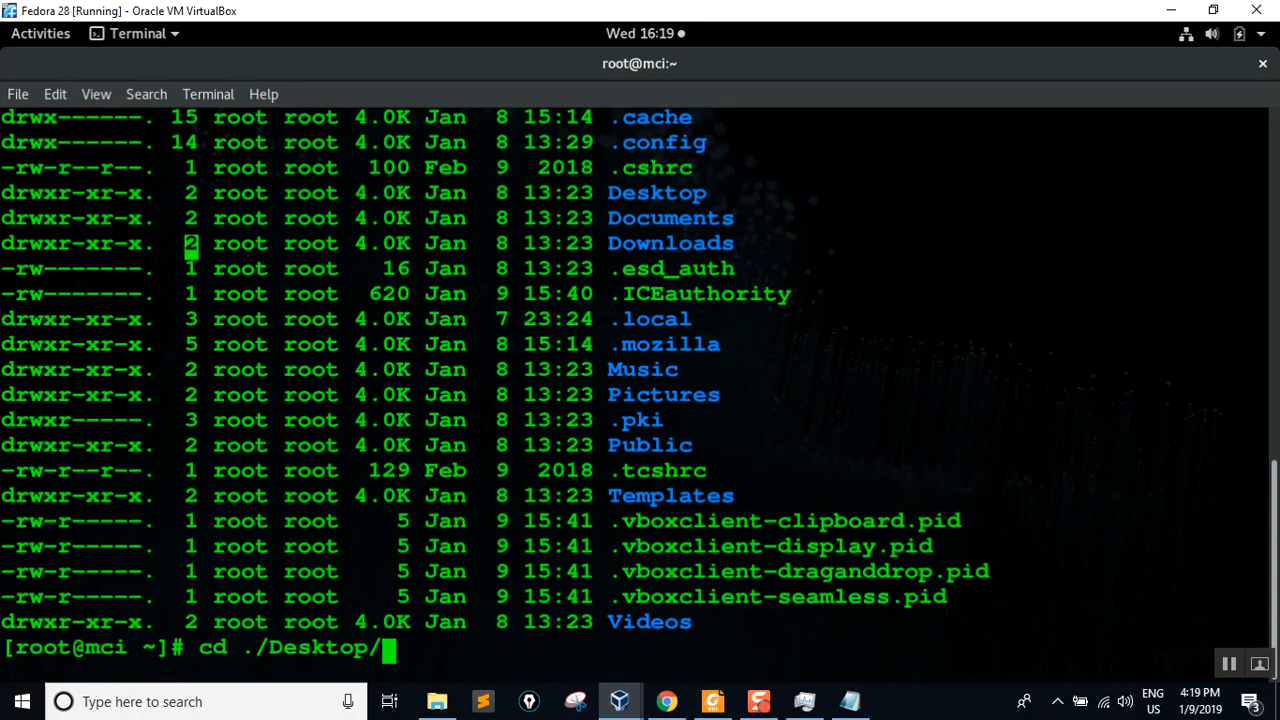 Fedora 28 [Running] - Oracle VM VirtualBox
Activities Terminal Wed 16:19
root@mci:~
File Edit View Search Terminal Help
drwx------. 15 root root 4.0K Jan 8 15:14 .cache
drwx------. 14 root root 4.0K Jan 8 13:29 .config
-rw-r--r--. 1 root root 100 Feb 9 2018 .cshrc
drwxr-xr-x. 2 root root 4.0K Jan 8 13:23 Desktop
drwxr-xr-x. 2 root root 4.0K Jan 8 13:23 Documents
drwxr-xr-x. 2 root root 4.0K Jan 8 13:23 Downloads
-rw-------. 1 root root 16 Jan 8 13:23 .esd_auth
-rw-------. 1 root root 620 Jan 9 15:40 .ICEauthority
drwxr-xr-x. 3 root root 4.0K Jan 7 23:24 .local
drwxr-xr-x. 5 root root 4.0K Jan 8 15:14 .mozilla
drwxr-xr-x. 2 root root 4.0K Jan 8 13:23 Music
drwxr-xr-x. 2 root root 4.0K Jan 8 13:23 Pictures
drwxr-----. 3 root root 4.0K Jan 8 13:23 .pki
drwxr-xr-x. 2 root root 4.0K Jan 8 13:23 Public
-rw-r--r--. 1 root root 129 Feb 9 2018 .tcshrc
drwxr-xr-x. 2 root root 4.0K Jan 8 13:23 Templates
-rw-r-----. 1 root root 5 Jan 9 15:41 .vboxclient-clipboard.pid
-rw-r-----. 1 root root 5 Jan 9 15:41 .vboxclient-display.pid
-rw-r-----. 1 root root 5 Jan 9 15:41 .vboxclient-draganddrop.pid
-rw-r-----. 1 root root 5 Jan 9 15:41 .vboxclient-seamless.pid
drwxr-xr-x. 2 root root 4.0K Jan 8 13:23 Videos
[root@mci ~]# cd ./Desktop/
Type here to search
ENG
US
4:19 PM
1/9/2019
3